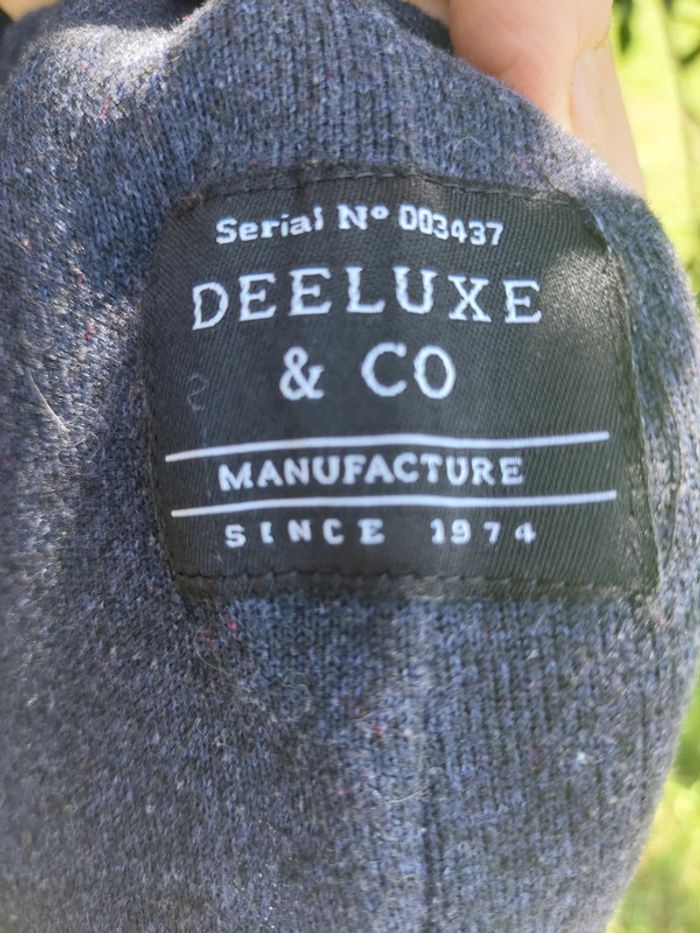 Serial Nº 003437
DEELUXE
& CO
MANUFACTURE
SINCE 1974